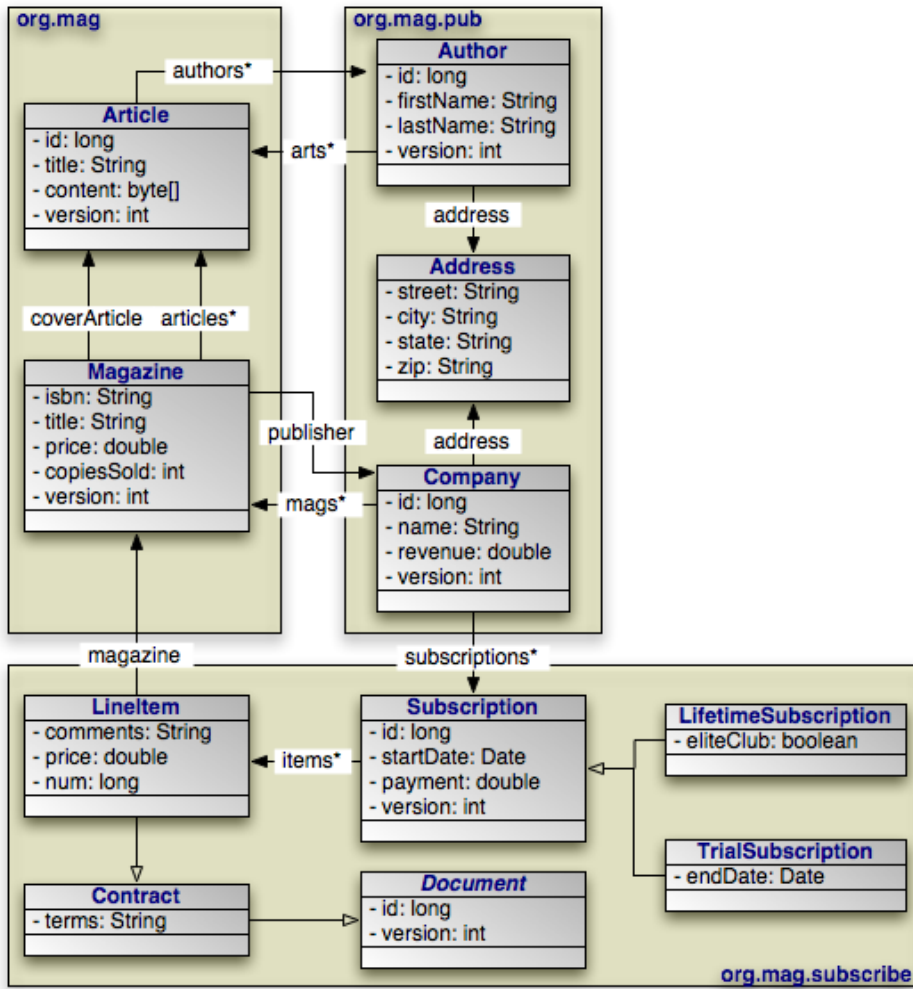 org.mag
authors*
Article
- id: long
- title: String
- content: byte[]
- version: int
arts*
coverArticle
articles*
Magazine
- isbn: String
- title: String
- price: double
- copiesSold: int
- version: int
publisher
mags*
org.mag.pub
Author
- id: long
- firstName: String
- lastName: String
- version: int
address
Address
- street: String
- city: String
- state: String
- zip: String
address
Company
- id: long
- name: String
- revenue: double
- version: int
magazine
subscriptions*
LineItem
- comments: String
- price: double
- num: long
items*
Subscription
- id: long
- startDate: Date
- payment: double
- version: int
LifetimeSubscription
- eliteClub: boolean
TrialSubscription
- endDate: Date
Contract
- terms: String
Document
- id: long
- version: int
org.mag.subscribe